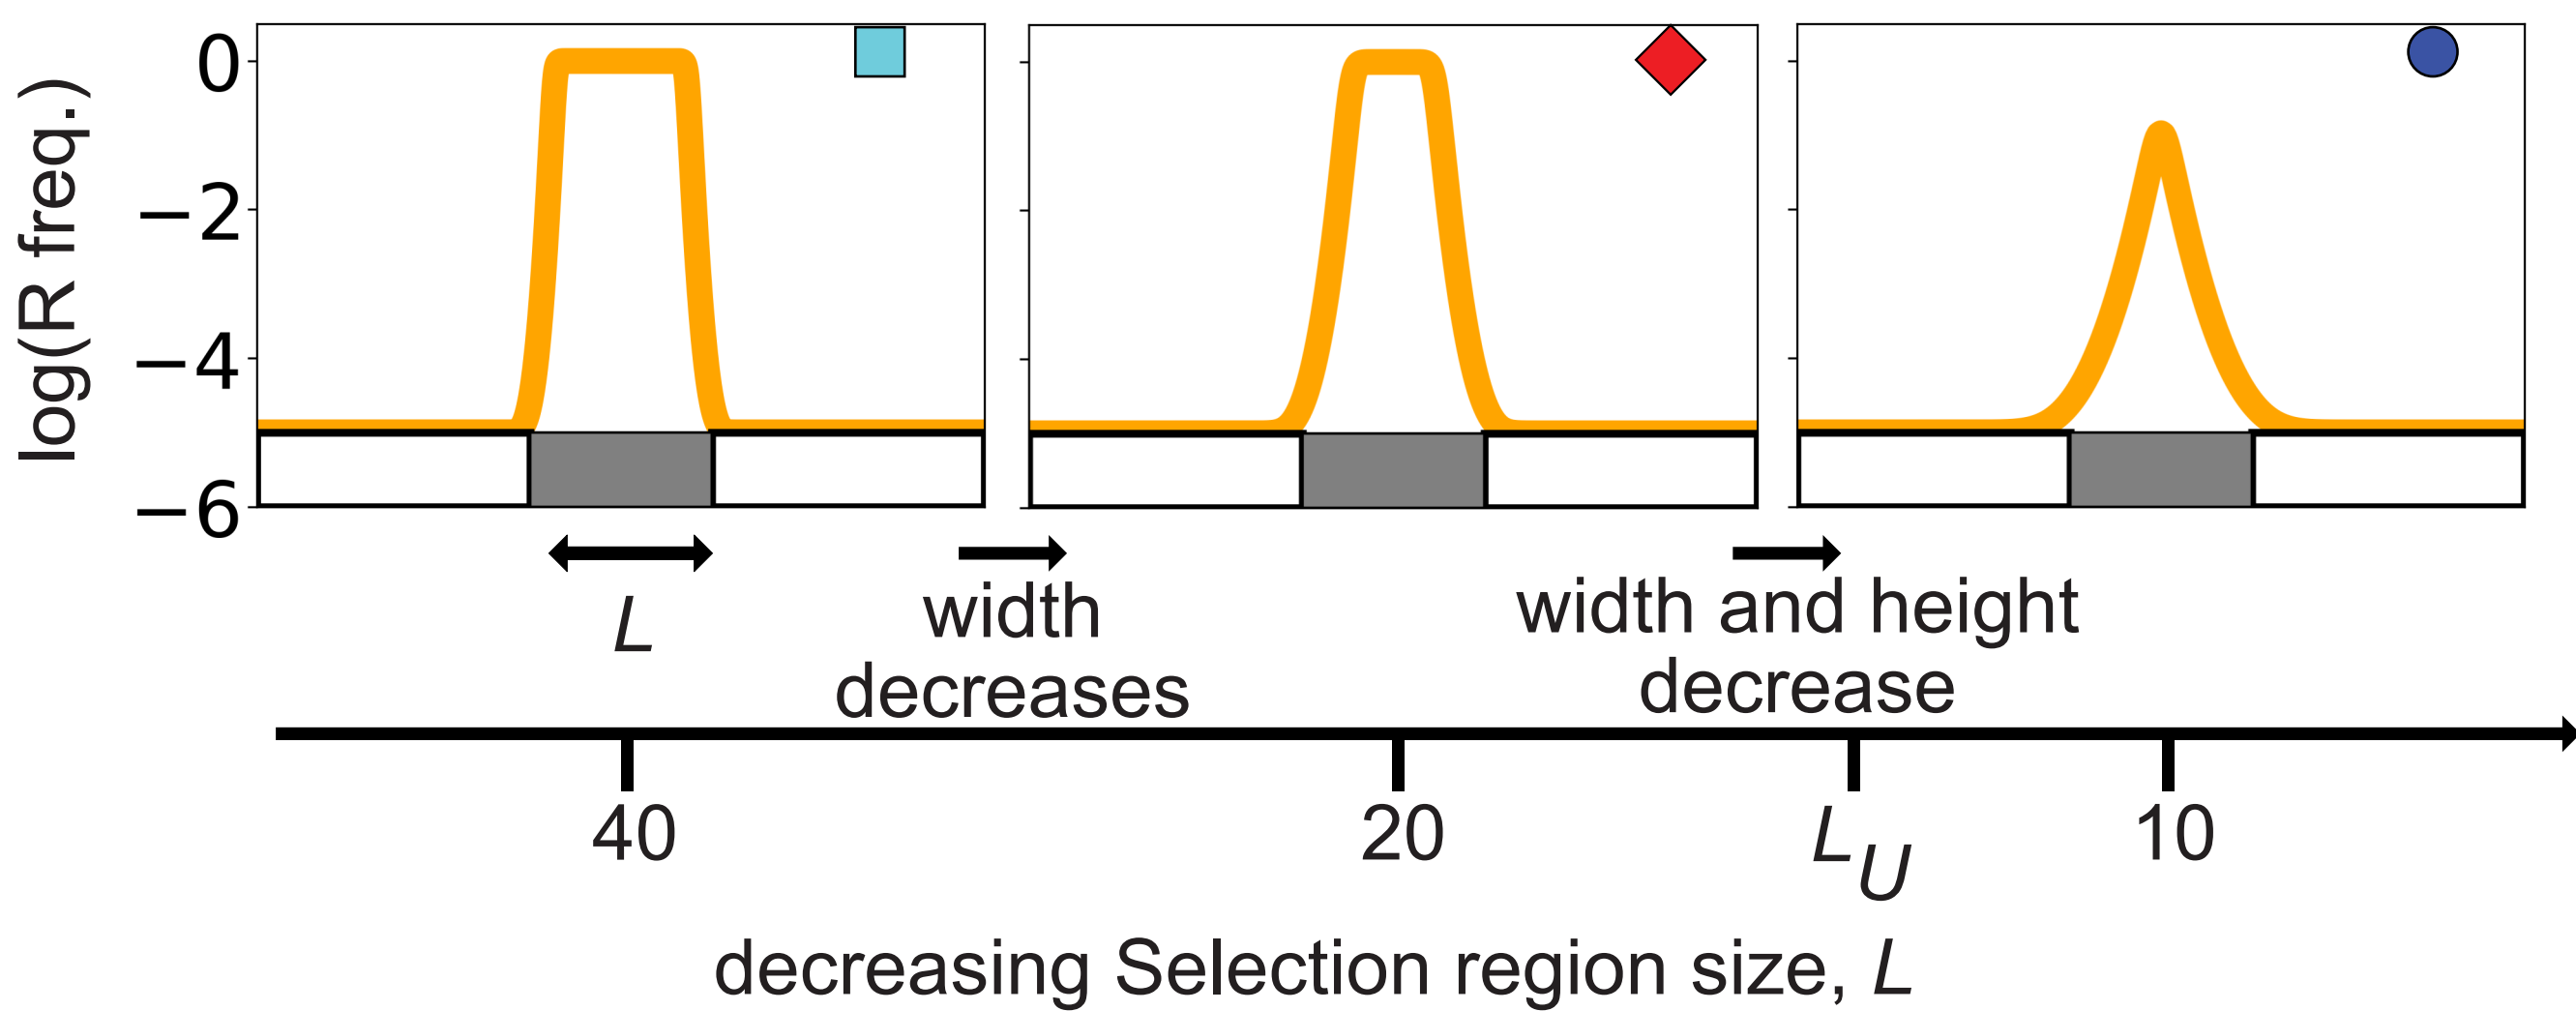 log(R freq.)
0
−2
−4
−6
L
width
decreases
width and height
decrease
40
20
L_U
10
decreasing Selection region size, L